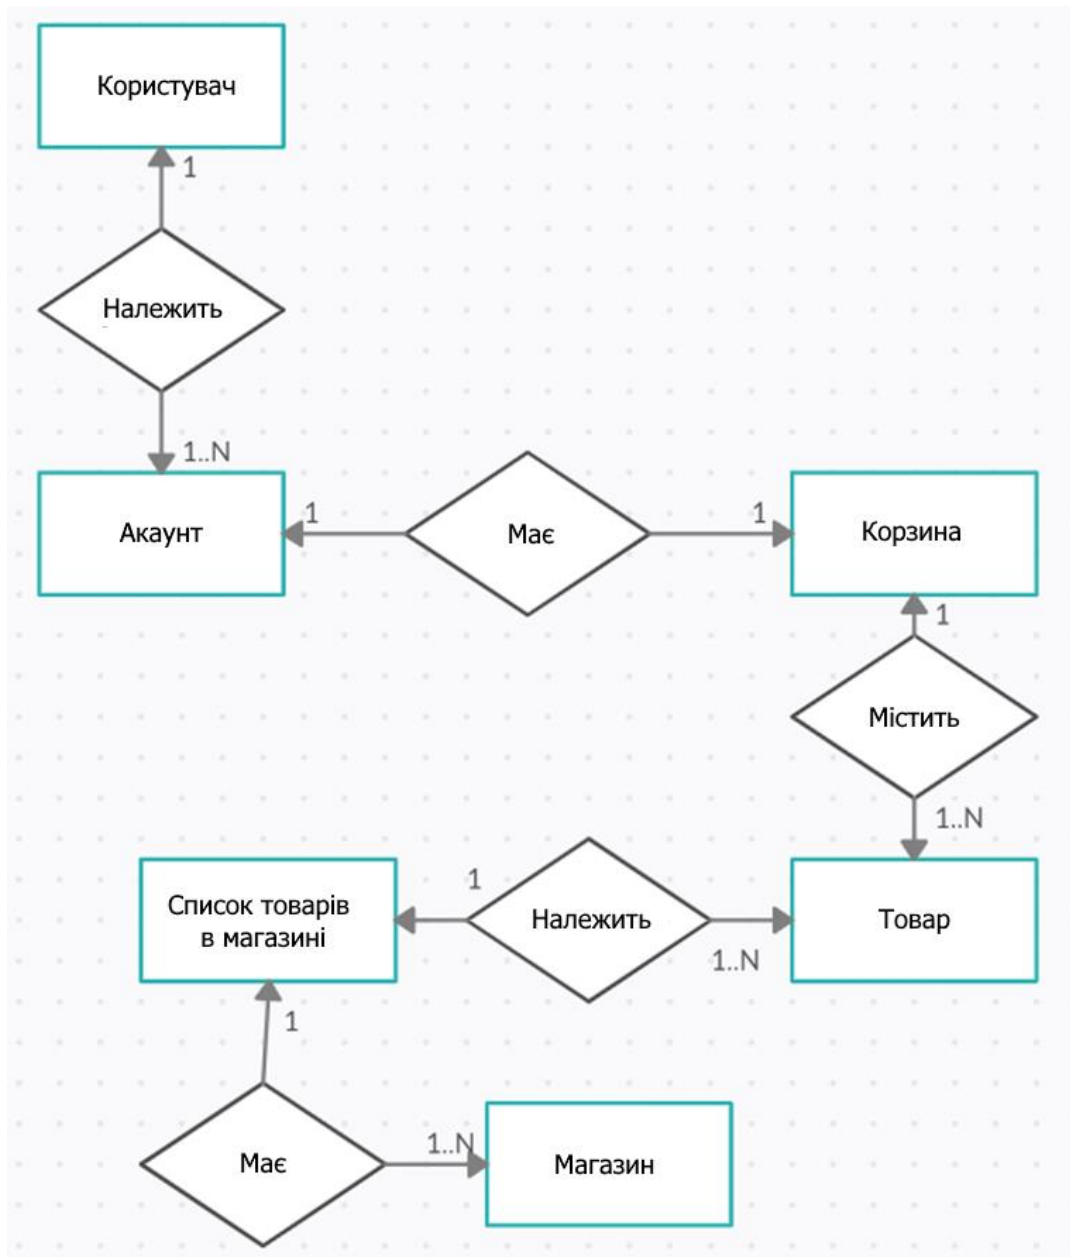 Користувач
1
Належить
1..N
Акаунт
1
Має
1
Корзина
1
Містить
1..N
Список товарів
в магазині
1
Належить
1..N
Товар
1
Має
1..N
Магазин